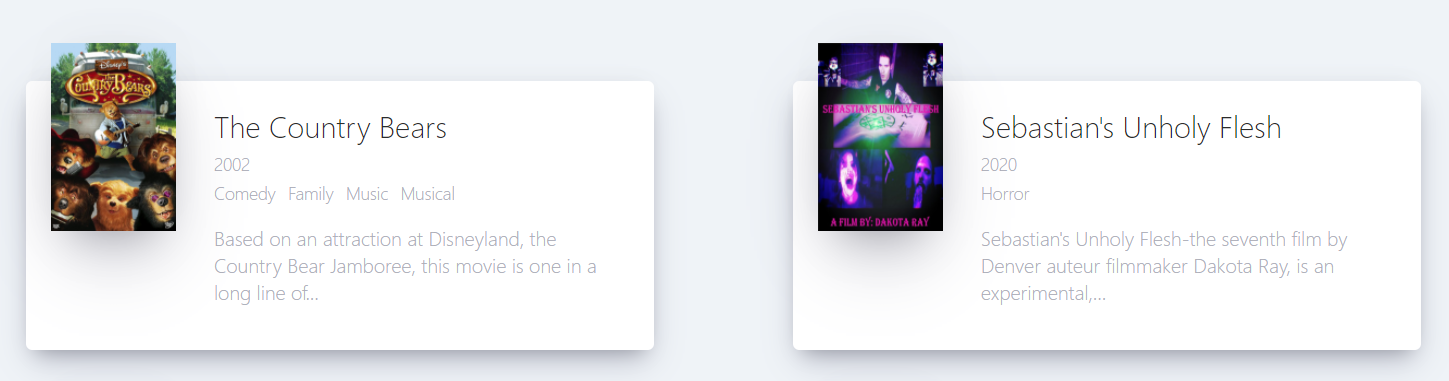 Disney's
The
Country Bears
The Country Bears
2002
Comedy Family Music Musical
Based on an attraction at Disneyland, the
Country Bear Jamboree, this movie is one in a
long line of...
SEBASTIAN'S UNHOLY FLESH
A FILM BY: DAKOTA RAY
Sebastian's Unholy Flesh
2020
Horror
Sebastian's Unholy Flesh-the seventh film by
Denver auteur filmmaker Dakota Ray, is an
experimental,...